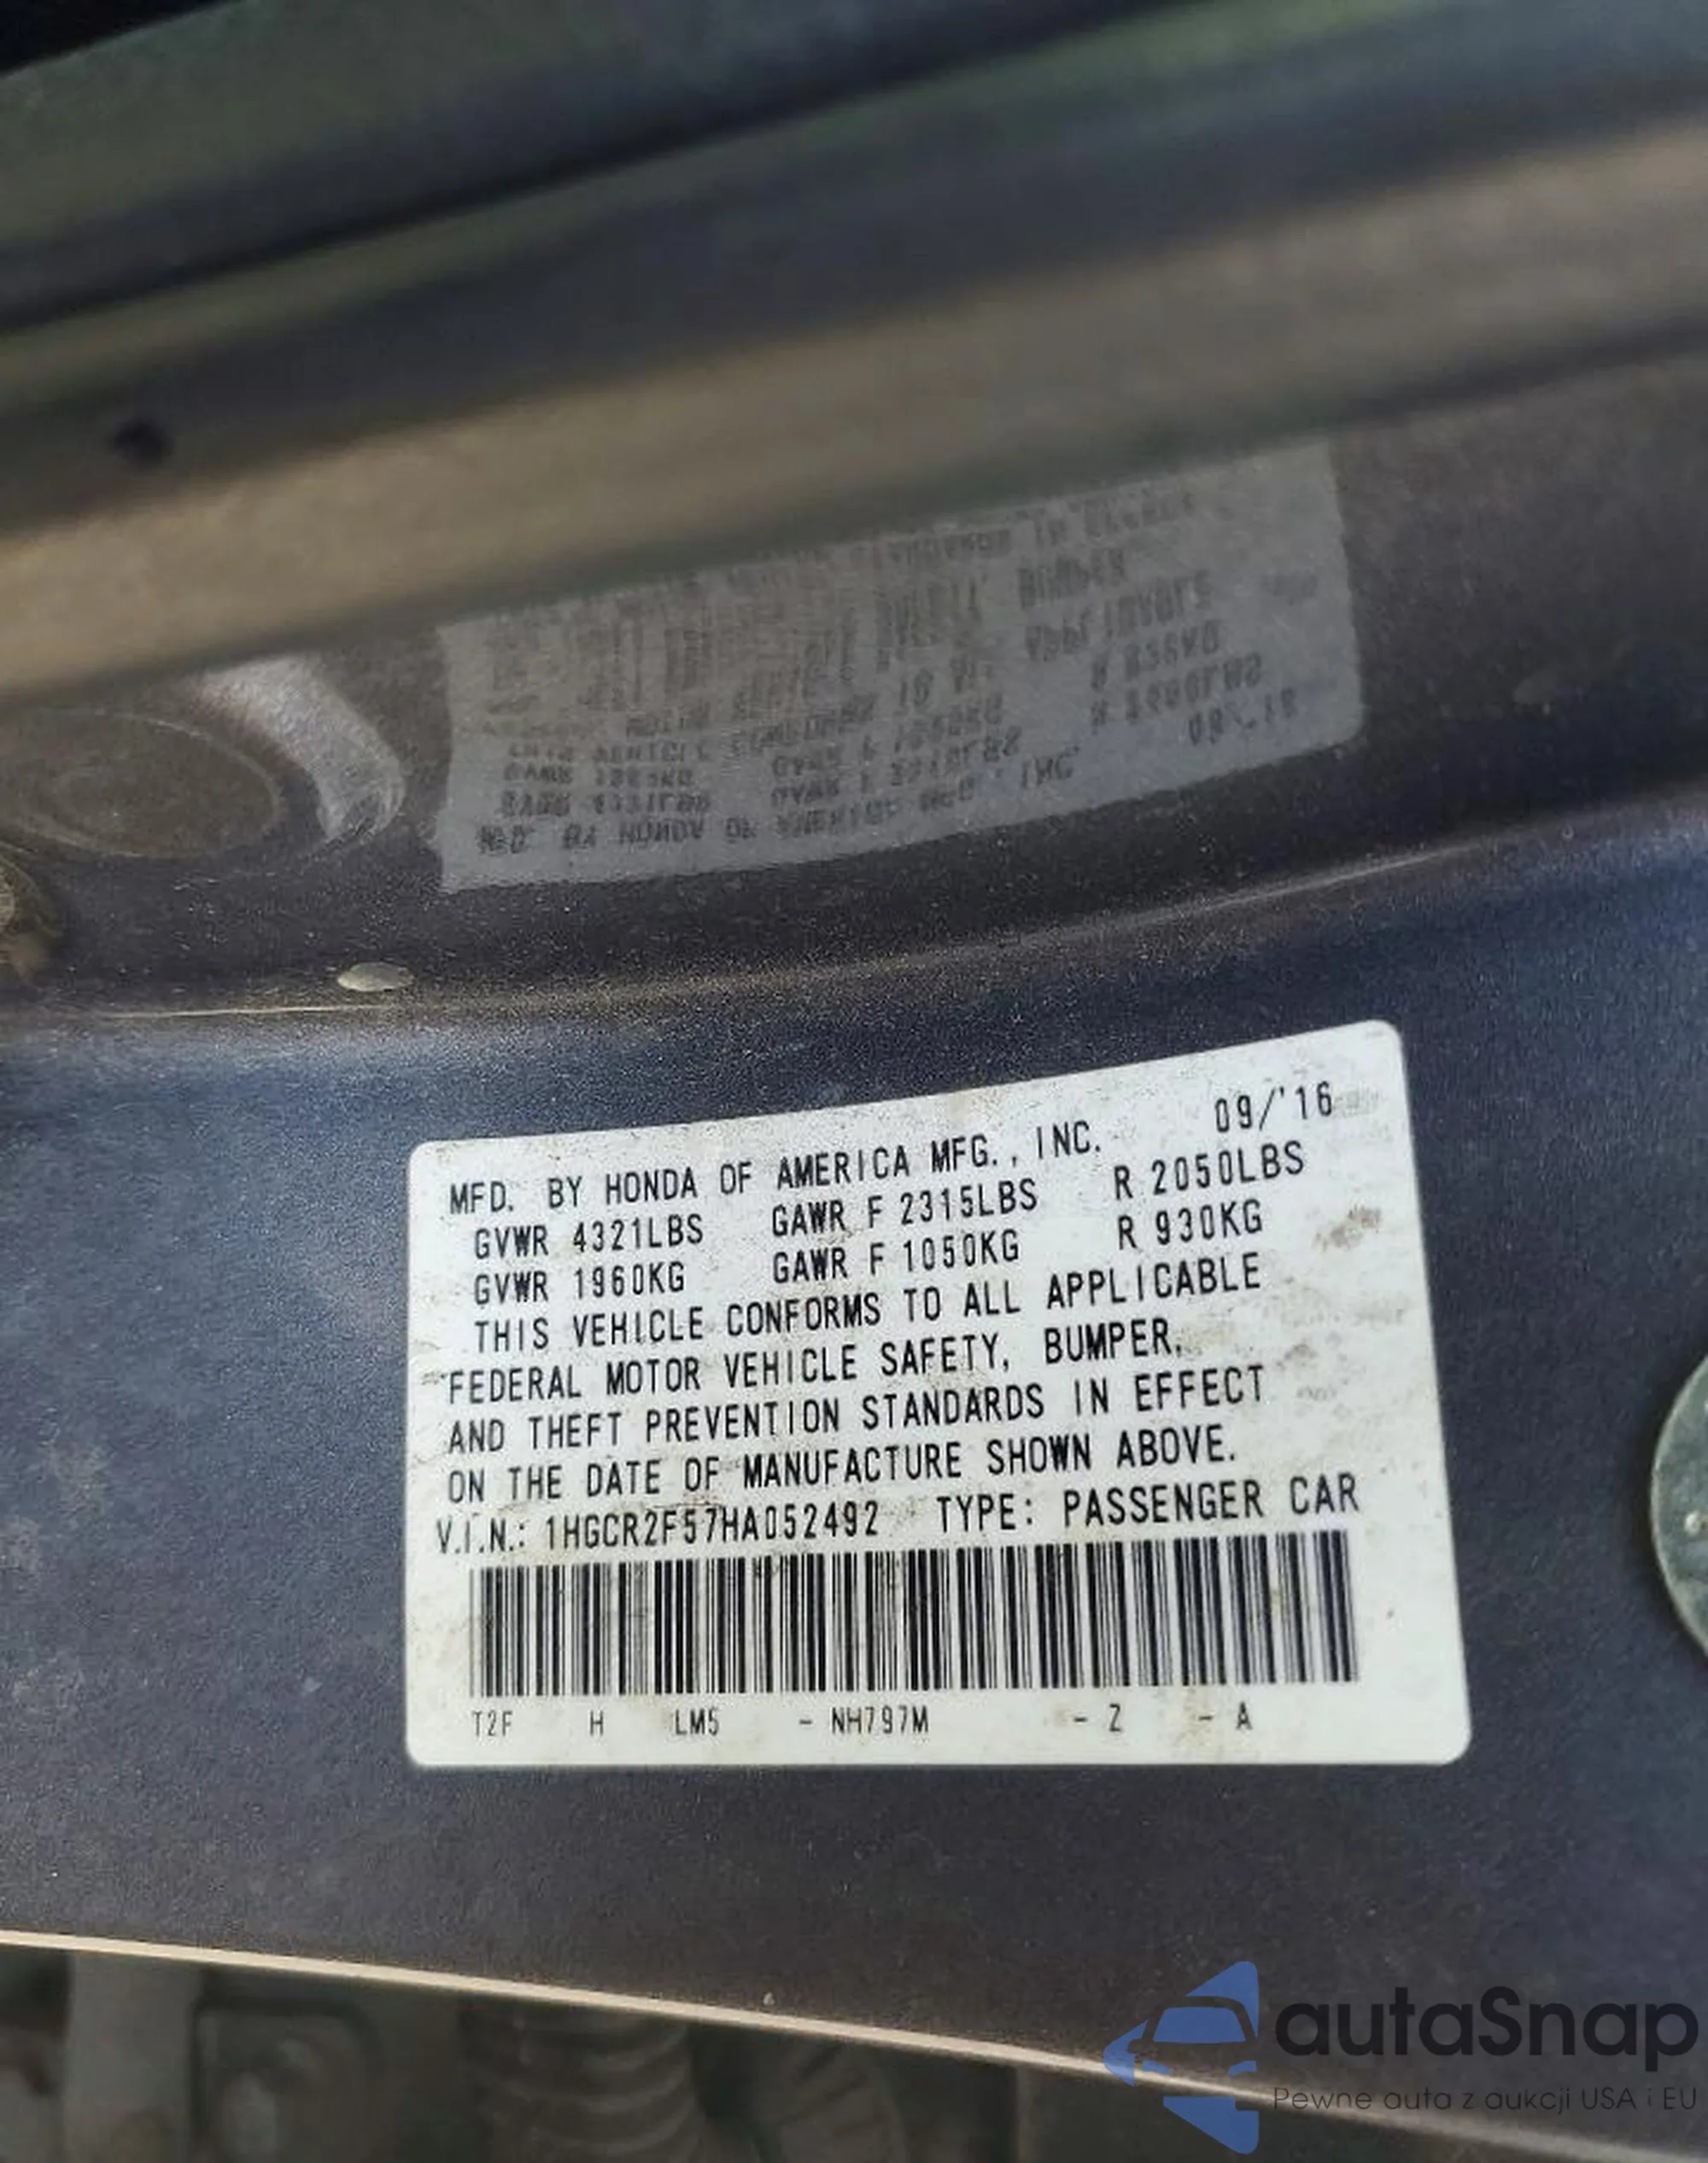 MFD. BY HONDA OF AMERICA MFG., INC. 09/'16
GVWR 4321LBS GAWR F 2315LBS R 2050LBS
GVWR 1960KG GAWR F 1050KG R 930KG
THIS VEHICLE CONFORMS TO ALL APPLICABLE
FEDERAL MOTOR VEHICLE SAFETY, BUMPER,
AND THEFT PREVENTION STANDARDS IN EFFECT
ON THE DATE OF MANUFACTURE SHOWN ABOVE.
V.I.N.: 1HGCR2F57HA052492 TYPE: PASSENGER CAR
T2F H LM5 - NH797M - Z - A
autaSnap
Pewne auta z aukcji USA i EU